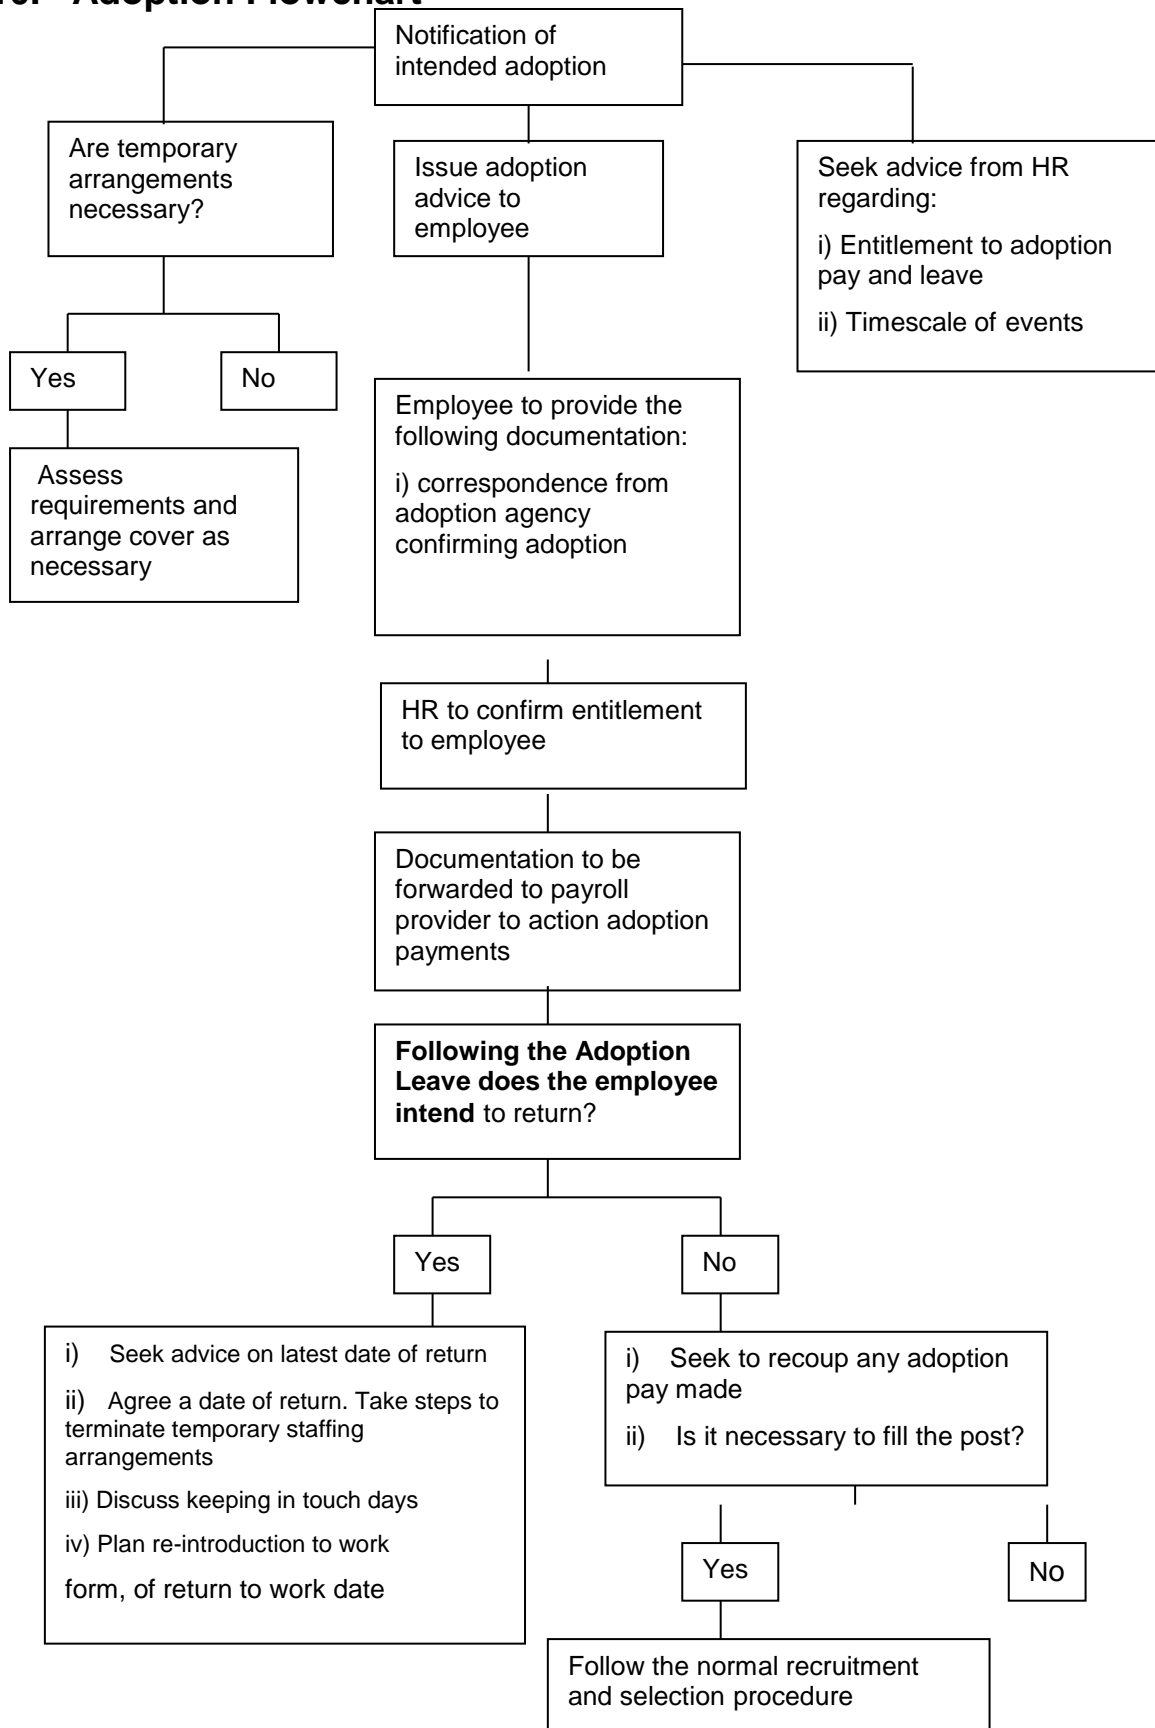 Adoption Flowchart
Notification of
intended adoption
Are temporary
arrangements
necessary?
Issue adoption
advice to
employee
Seek advice from HR
regarding:
i) Entitlement to adoption
pay and leave
ii) Timescale of events
Yes
No
Assess
requirements and
arrange cover as
necessary
Employee to provide the
following documentation:
i) correspondence from
adoption agency
confirming adoption
HR to confirm entitlement
to employee
Documentation to be
forwarded to payroll
provider to action adoption
payments
Following the Adoption
Leave does the employee
intend to return?
Yes
No
i) Seek advice on latest date of return
ii) Agree a date of return. Take steps to
terminate temporary staffing
arrangements
iii) Discuss keeping in touch days
iv) Plan re-introduction to work
form, of return to work date
i) Seek to recoup any adoption
pay made
ii) Is it necessary to fill the post?
Yes
No
Follow the normal recruitment
and selection procedure